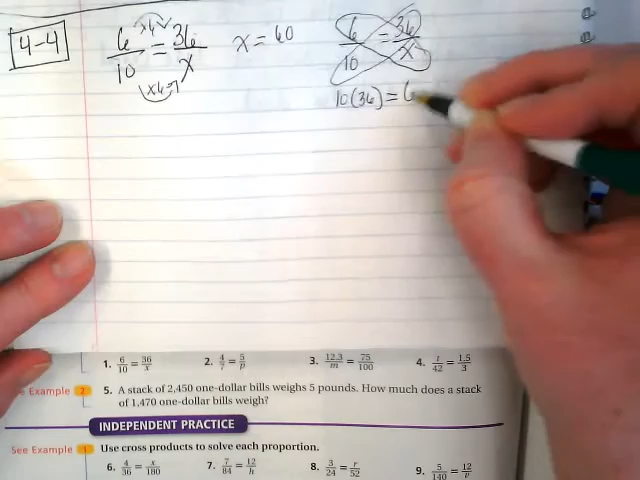 4-4
6/10 = 36/x
x6
x6
x = 60
6/10 = 36/x
10(36) = 6
1. 6/10 = 36/x 2. 4/7 = 5/p 3. 12.3/m = 75/100 4. t/42 = 1.5/3
e Example 2 5. A stack of 2,450 one-dollar bills weighs 5 pounds. How much does a stack
of 1,470 one-dollar bills weigh?
INDEPENDENT PRACTICE
See Example 1 Use cross products to solve each proportion.
6. 4/36 = x/180 7. 7/84 = 12/h 8. 3/24 = r/52 9. 5/140 = 12/p